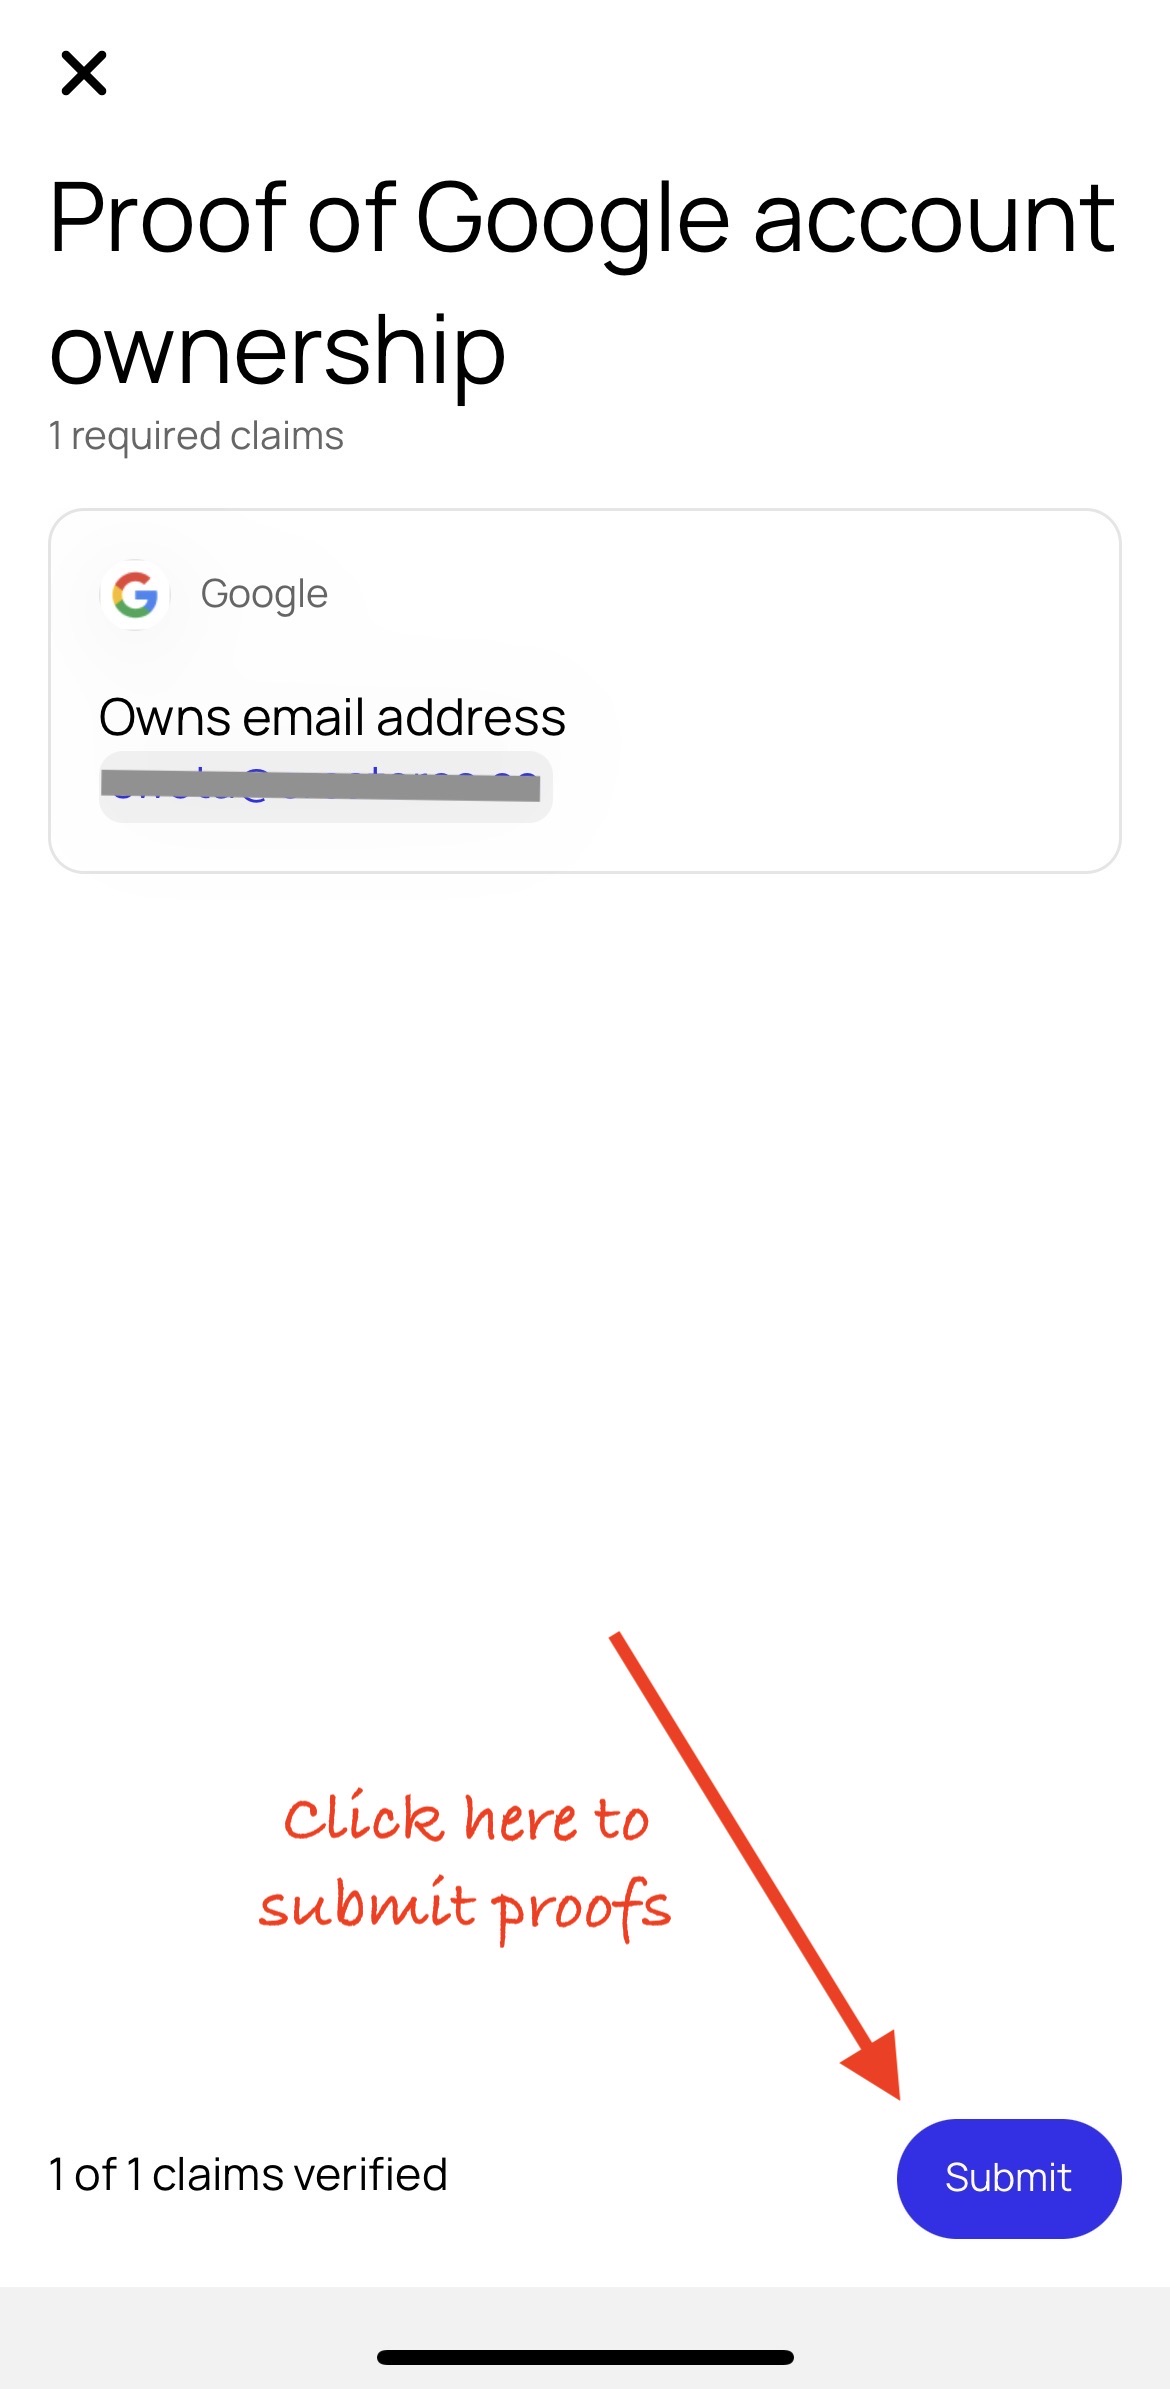 Proof of Google account
ownership
1 required claims
Google
Owns email address
Click here to
submit proofs
1 of 1 claims verified
Submit